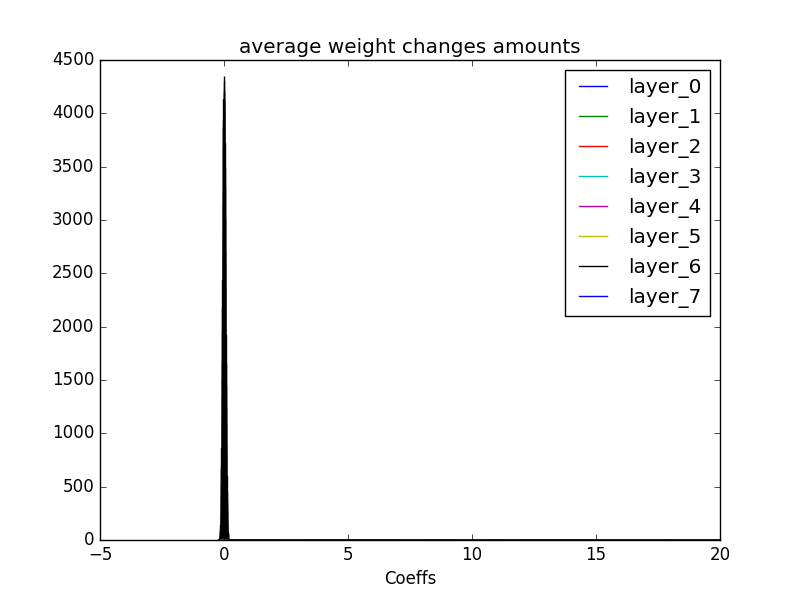 average weight changes amounts
4500
4000
3500
3000
2500
2000
1500
1000
500
0
−5
0
5
10
15
20
Coeffs
layer_0
layer_1
layer_2
layer_3
layer_4
layer_5
layer_6
layer_7